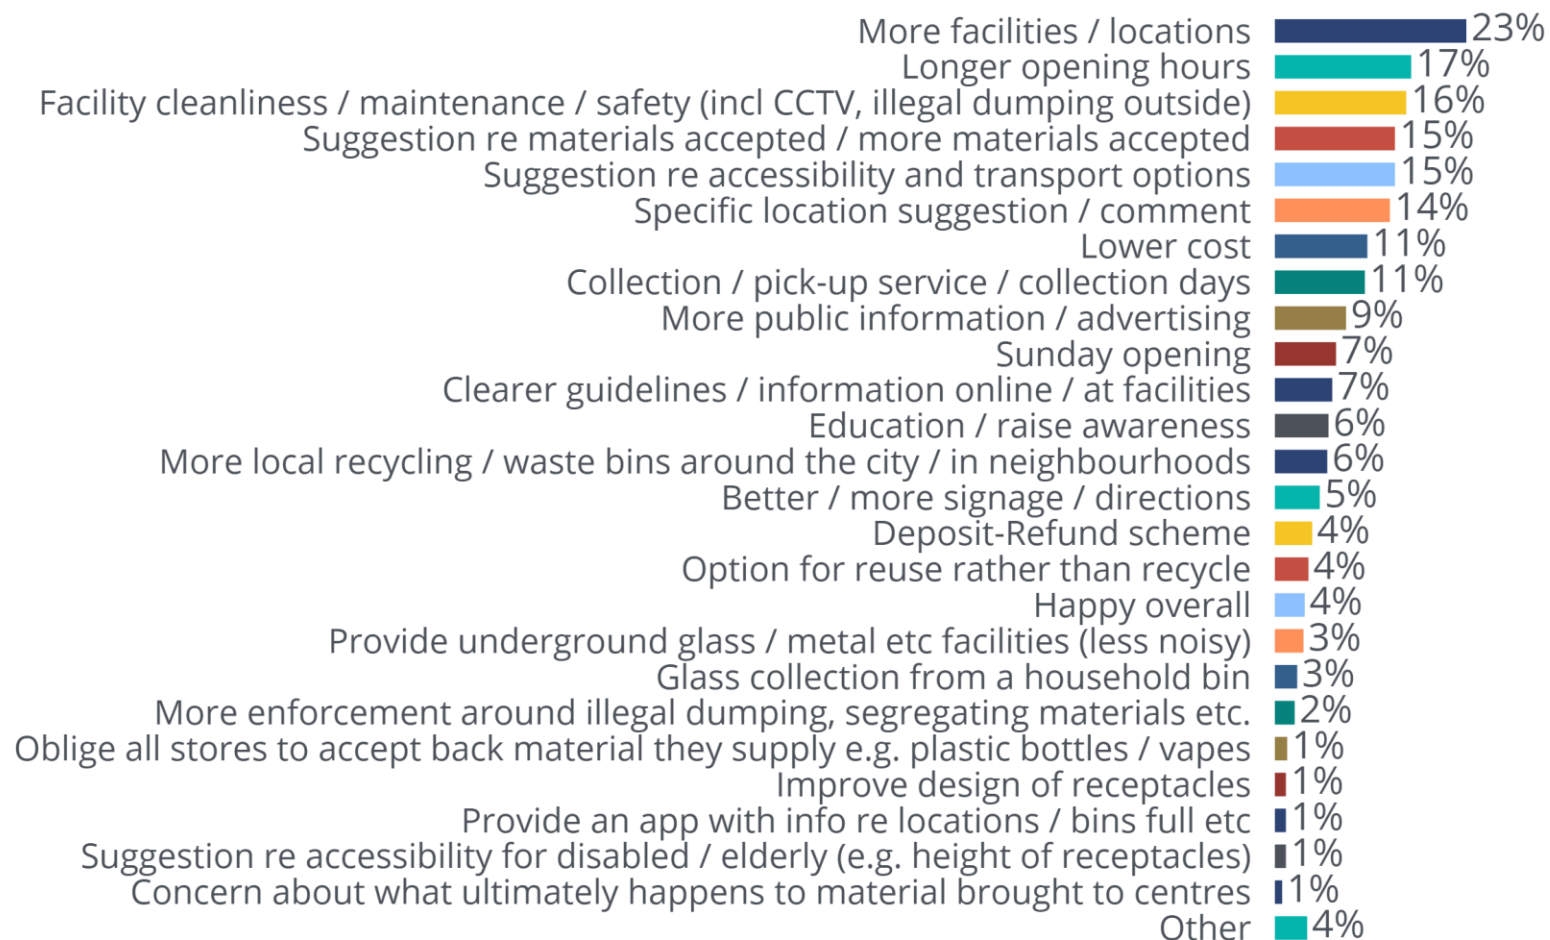 More facilities / locations 23%
Longer opening hours 17%
Facility cleanliness / maintenance / safety (incl CCTV, illegal dumping outside) 16%
Suggestion re materials accepted / more materials accepted 15%
Suggestion re accessibility and transport options 15%
Specific location suggestion / comment 14%
Lower cost 11%
Collection / pick-up service / collection days 11%
More public information / advertising 9%
Sunday opening 7%
Clearer guidelines / information online / at facilities 7%
Education / raise awareness 6%
More local recycling / waste bins around the city / in neighbourhoods 6%
Better / more signage / directions 5%
Deposit-Refund scheme 4%
Option for reuse rather than recycle 4%
Happy overall 4%
Provide underground glass / metal etc facilities (less noisy) 3%
Glass collection from a household bin 3%
More enforcement around illegal dumping, segregating materials etc. 2%
Oblige all stores to accept back material they supply e.g. plastic bottles / vapes 1%
Improve design of receptacles 1%
Provide an app with info re locations / bins full etc 1%
Suggestion re accessibility for disabled / elderly (e.g. height of receptacles) 1%
Concern about what ultimately happens to material brought to centres 1%
Other 4%